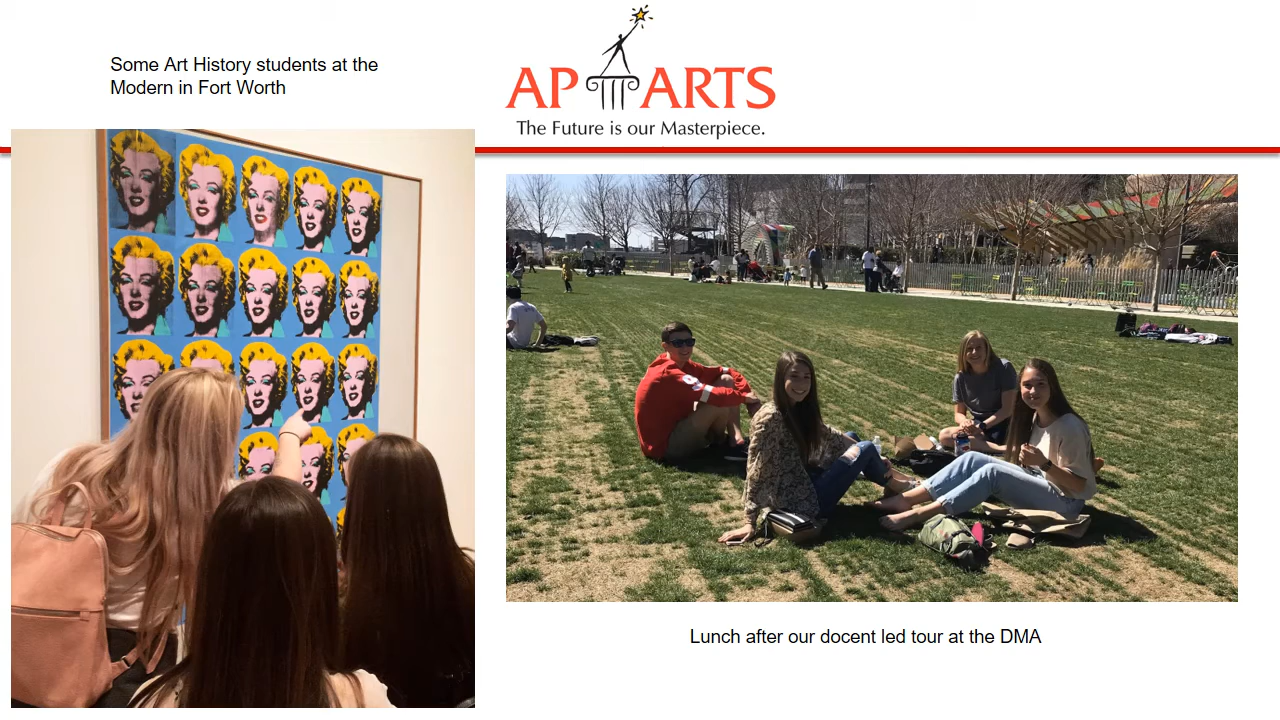 Some Art History students at the
Modern in Fort Worth
AP ARTS
The Future is our Masterpiece.
Lunch after our docent led tour at the DMA